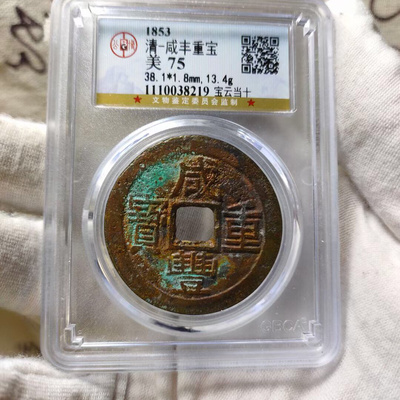 1853
清-咸丰重宝
美 75
38.1*1.8mm,13.4g
1110038219 宝云当十
★文物鉴定委员会监制★
咸豐重寶
GBCA